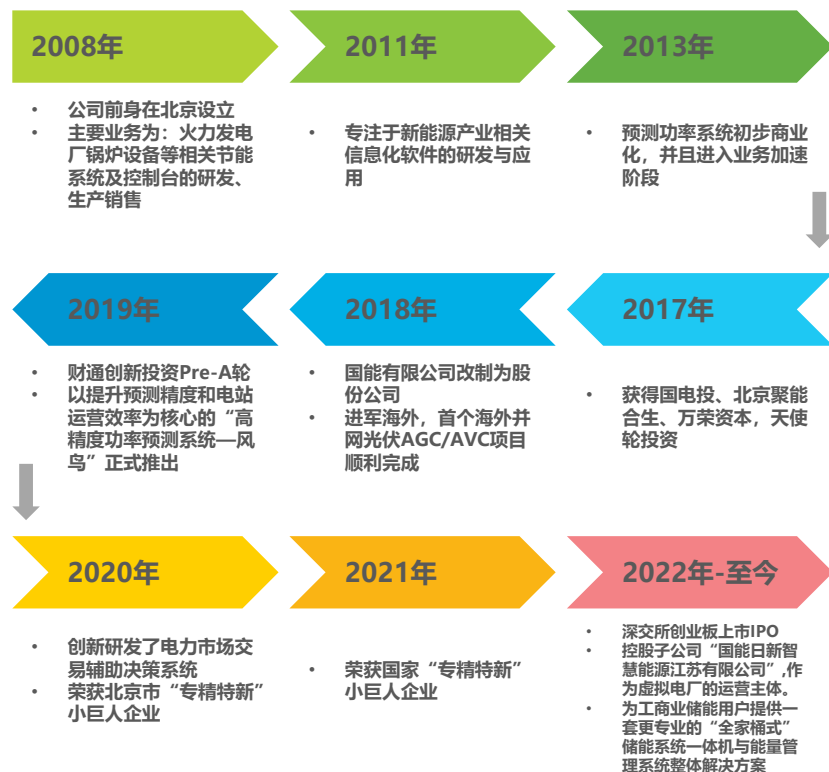 2008年
• 公司前身在北京设立
• 主要业务为：火力发电
厂锅炉设备等相关节能
系统及控制台的研发、
生产销售
2011年
• 专注于新能源产业相关
信息化软件的研发与应
用
2013年
• 预测功率系统初步商业
化，并且进入业务加速
阶段
2017年
• 获得国电投、北京聚能
合生、万荣资本，天使
轮投资
2018年
• 国能有限公司改制为股
份公司
• 进军海外，首个海外并
网光伏AGC/AVC项目
顺利完成
2019年
• 财通创新投资Pre-A轮
• 以提升预测精度和电站
运营效率为核心的“高
精度功率预测系统—风
鸟”正式推出
2020年
• 创新研发了电力市场交
易辅助决策系统
• 荣获北京市“专精特新”
小巨人企业
2021年
• 荣获国家“专精特新”
小巨人企业
2022年-至今
• 深交所创业板上市IPO
• 控股子公司“国能日新智
慧能源江苏有限公司”,作
为虚拟电厂的运营主体。
• 为工商业储能用户提供一
套更专业的“全家桶式”
储能系统一体机与能量管
理系统整体解决方案